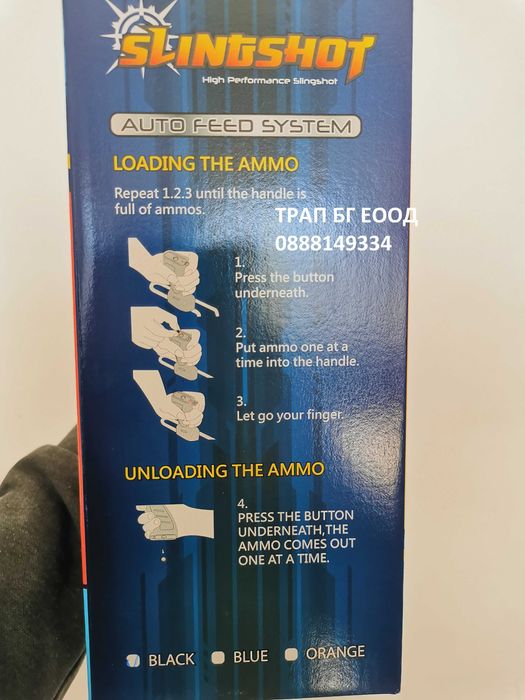 SLINGSHOT
High Performance Slingshot
AUTO FEED SYSTEM
LOADING THE AMMO
Repeat 1.2.3 until the handle is
full of ammos.
ТРАП БГ ЕООД
0888149334
1.
Press the button
underneath.
2.
Put ammo one at a
time into the handle.
3.
Let go your finger.
UNLOADING THE AMMO
4.
PRESS THE BUTTON
UNDERNEATH,THE
AMMO COMES OUT
ONE AT A TIME.
BLACK BLUE ORANGE